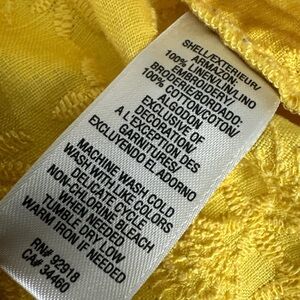 SHELL/EXTERIEUR/
ARMAZON:
100% LINEN/LIN/LINO
EMBROIDERY/
BRODERIE/BORDADO:
100% COTTON/COTON/
ALGODON
EXCLUSIVE OF
DECORATION/
A L'EXCEPTION DES
GARNITURES/
EXCLUYENDO EL ADORNO
MACHINE WASH COLD
WASH WITH LIKE COLORS
DELICATE CYCLE
NON-CHLORINE BLEACH
WHEN NEEDED
TUMBLE DRY LOW
WARM IRON IF NEEDED
RN# 92918
CA# 34460